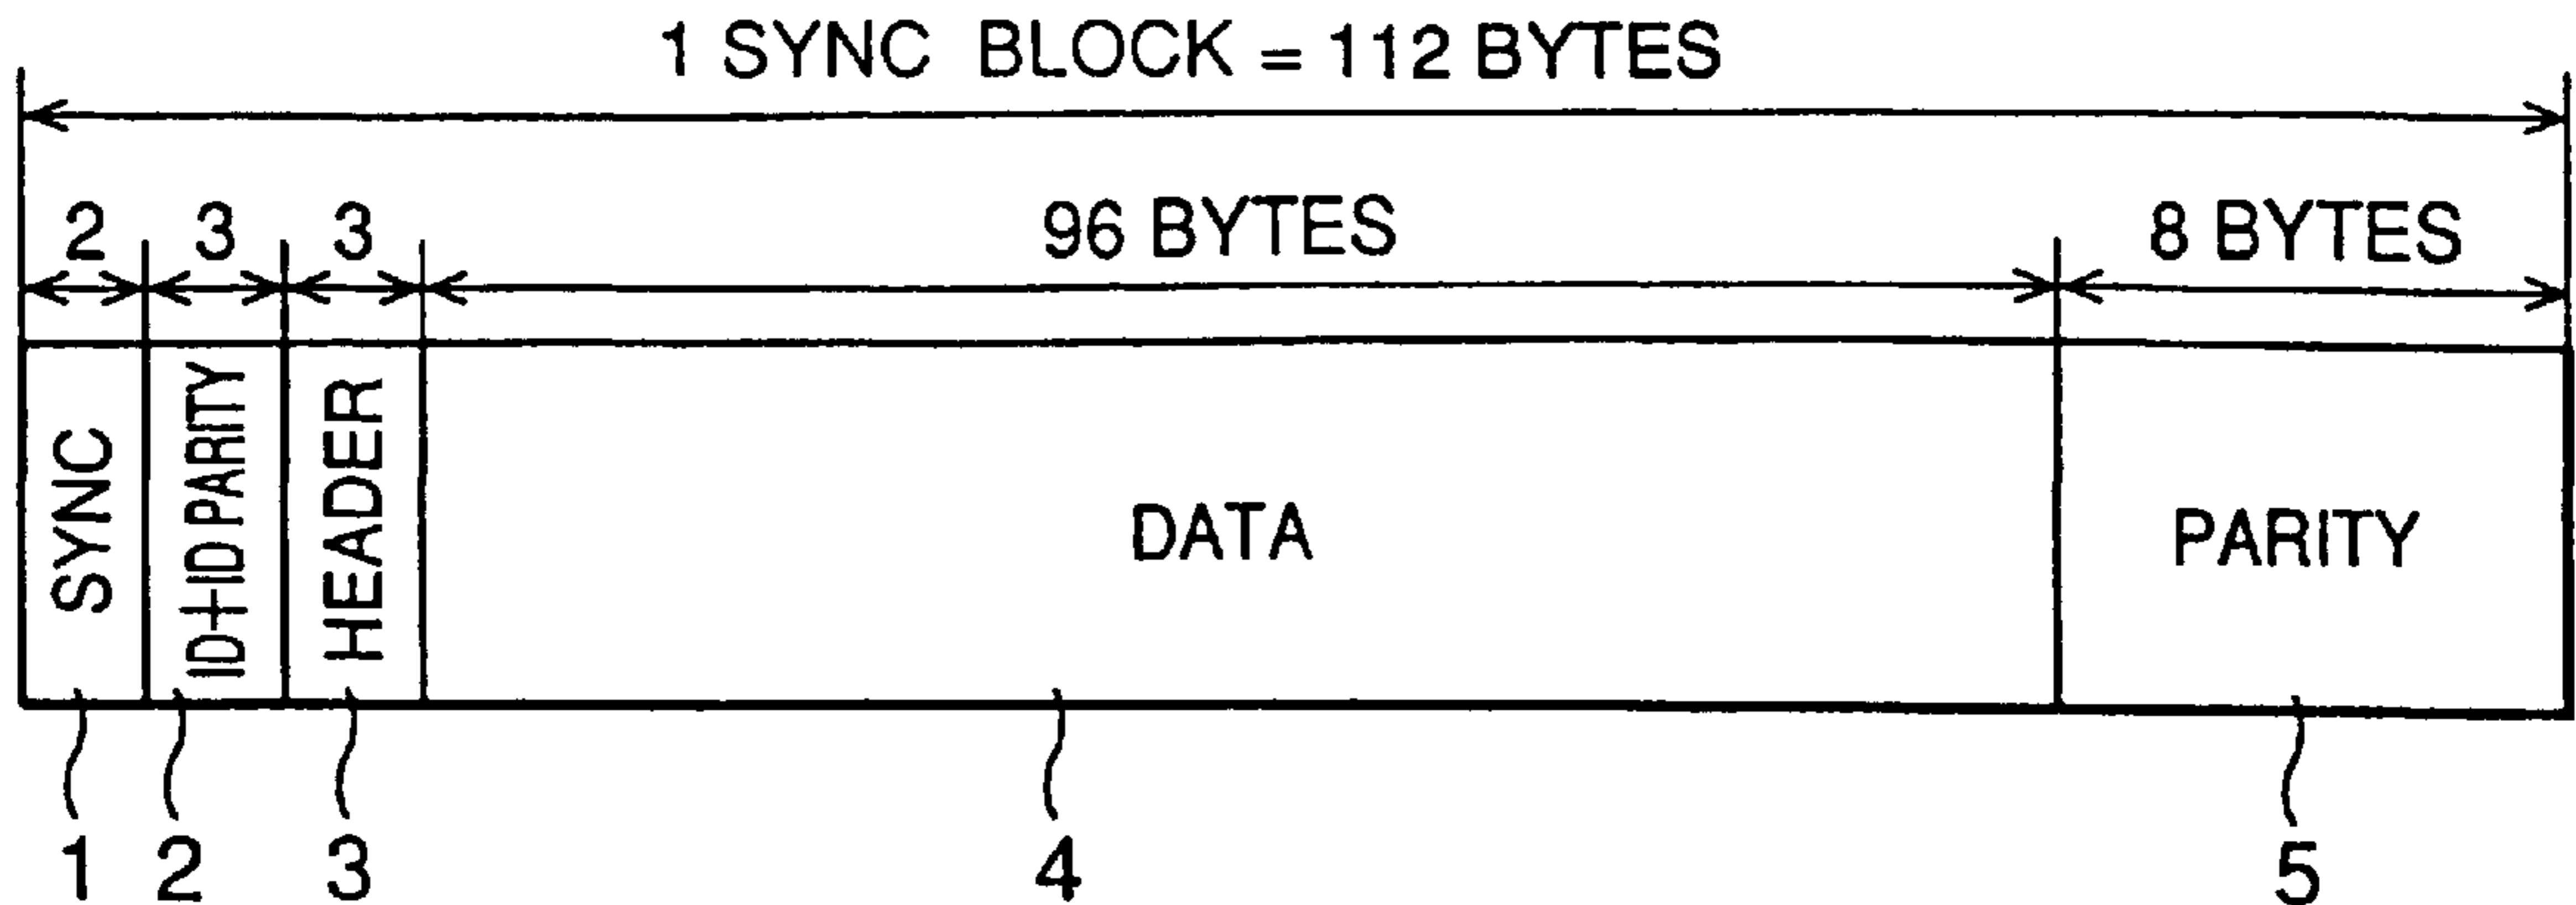 1 SYNC BLOCK = 112 BYTES
2 3 3 96 BYTES 8 BYTES
SYNC
ID+ID PARITY
HEADER
DATA
PARITY
1 2 3 4 5